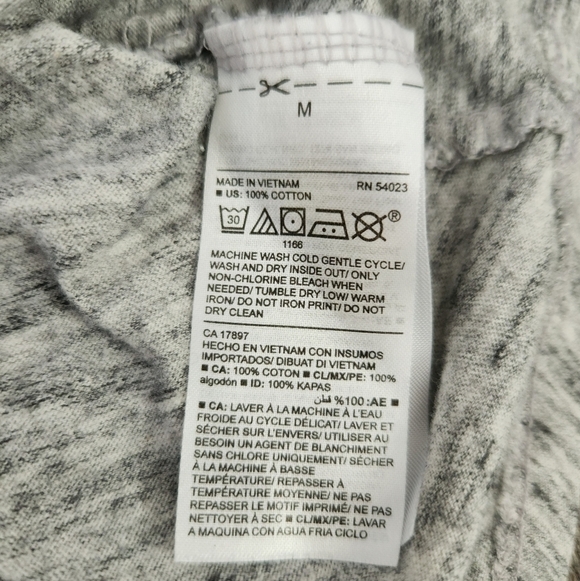 M
MADE IN VIETNAM RN 54023
■ US: 100% COTTON
30
®
1166
MACHINE WASH COLD GENTLE CYCLE/
WASH AND DRY INSIDE OUT/ ONLY
NON-CHLORINE BLEACH WHEN
NEEDED/ TUMBLE DRY LOW/ WARM
IRON/ DO NOT IRON PRINT/ DO NOT
DRY CLEAN
CA 17897
HECHO EN VIETNAM CON INSUMOS
IMPORTADOS/ DIBUAT DI VIETNAM
■ CA: 100% COTON ■ CL/MX/PE: 100%
algodón ■ ID: 100% KAPAS
■ AE: 100% قطن
■ CA: LAVER À LA MACHINE À L'EAU
FROIDE AU CYCLE DÉLICAT/ LAVER ET
SÉCHER SUR L'ENVERS/ UTILISER AU
BESOIN UN AGENT DE BLANCHIMENT
SANS CHLORE UNIQUEMENT/ SÉCHER
À LA MACHINE À BASSE
TEMPÉRATURE/ REPASSER À
TEMPÉRATURE MOYENNE/ NE PAS
REPASSER LE MOTIF IMPRIMÉ/ NE PAS
NETTOYER À SEC ■ CL/MX/PE: LAVAR
A MAQUINA CON AGUA FRIA CICLO